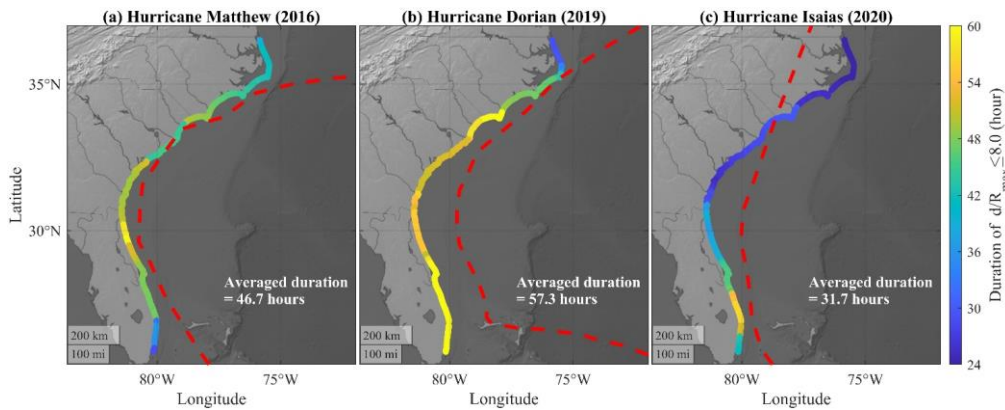 (a) Hurricane Matthew (2016)
(b) Hurricane Dorian (2019)
(c) Hurricane Isaias (2020)
35°N
30°N
Latitude
Averaged duration
= 46.7 hours
200 km
100 mi
80°W
75°W
Longitude
Averaged duration
= 57.3 hours
200 km
100 mi
80°W
75°W
Longitude
Averaged duration
= 31.7 hours
200 km
100 mi
80°W
75°W
Longitude
60
54
48
42
36
30
24
Duration of d/Rmax≤8.0 (hour)